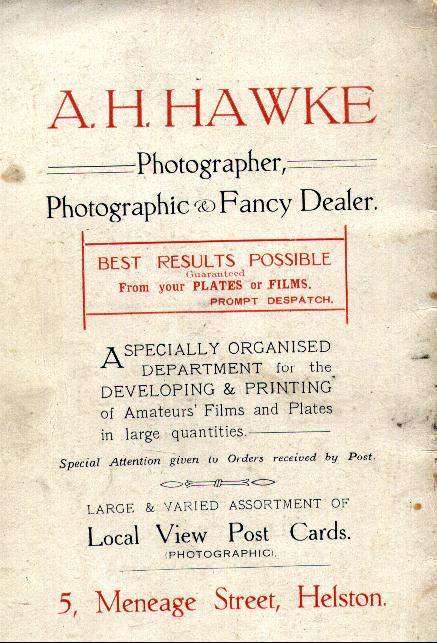 A. H. HAWKE
Photographer,
Photographic & Fancy Dealer.
BEST RESULTS POSSIBLE
Guaranteed
From your PLATES or FILMS.
PROMPT DESPATCH.
A SPECIALLY ORGANISED
DEPARTMENT for the
DEVELOPING & PRINTING
of Amateurs' Films and Plates
in large quantities.
Special Attention given to Orders received by Post.
LARGE & VARIED ASSORTMENT OF
Local View Post Cards.
(PHOTOGRAPHIC).
5, Meneage Street, Helston.